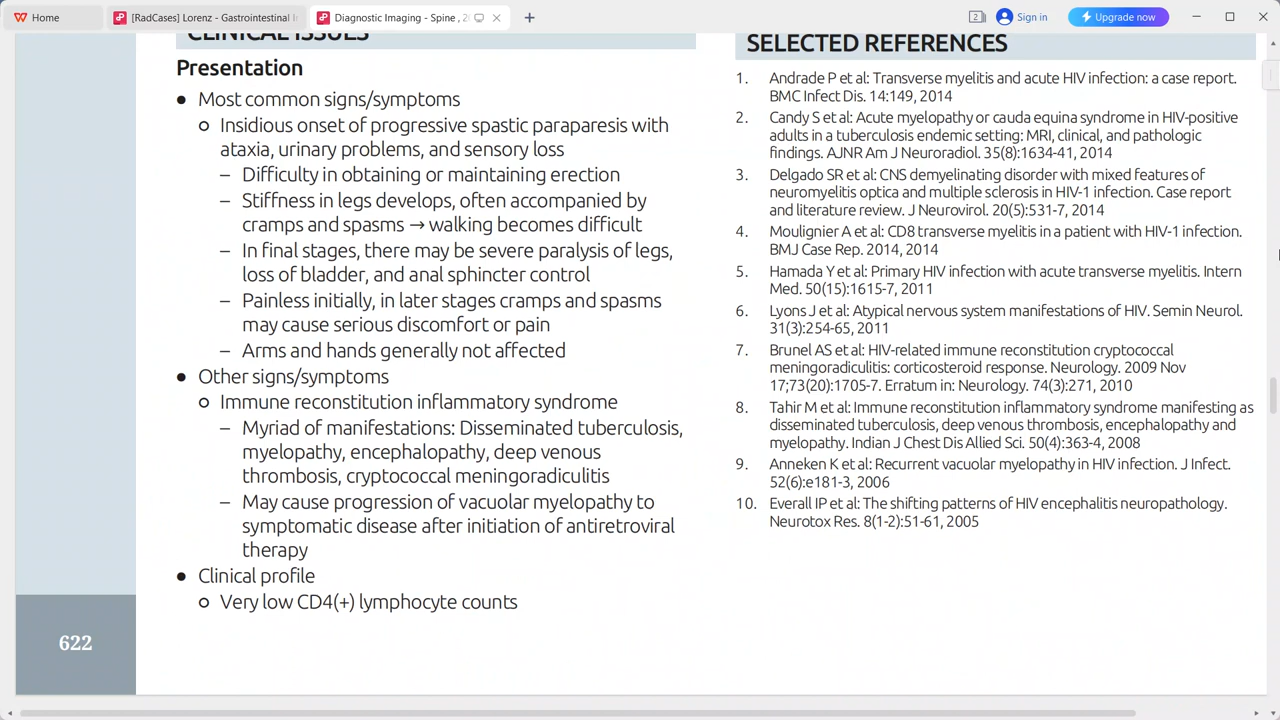 Home
[RadCases] Lorenz - Gastrointestinal I
Diagnostic Imaging - Spine , 2
Sign in
Upgrade now
CLINICAL ISSUES
Presentation
● Most common signs/symptoms
○ Insidious onset of progressive spastic paraparesis with
ataxia, urinary problems, and sensory loss
– Difficulty in obtaining or maintaining erection
– Stiffness in legs develops, often accompanied by
cramps and spasms → walking becomes difficult
– In final stages, there may be severe paralysis of legs,
loss of bladder, and anal sphincter control
– Painless initially, in later stages cramps and spasms
may cause serious discomfort or pain
– Arms and hands generally not affected
● Other signs/symptoms
○ Immune reconstitution inflammatory syndrome
– Myriad of manifestations: Disseminated tuberculosis,
myelopathy, encephalopathy, deep venous
thrombosis, cryptococcal meningoradiculitis
– May cause progression of vacuolar myelopathy to
symptomatic disease after initiation of antiretroviral
therapy
● Clinical profile
○ Very low CD4(+) lymphocyte counts
622
SELECTED REFERENCES
1. Andrade P et al: Transverse myelitis and acute HIV infection: a case report.
BMC Infect Dis. 14:149, 2014
2. Candy S et al: Acute myelopathy or cauda equina syndrome in HIV-positive
adults in a tuberculosis endemic setting: MRI, clinical, and pathologic
findings. AJNR Am J Neuroradiol. 35(8):1634-41, 2014
3. Delgado SR et al: CNS demyelinating disorder with mixed features of
neuromyelitis optica and multiple sclerosis in HIV-1 infection. Case report
and literature review. J Neurovirol. 20(5):531-7, 2014
4. Moulignier A et al: CD8 transverse myelitis in a patient with HIV-1 infection.
BMJ Case Rep. 2014, 2014
5. Hamada Y et al: Primary HIV infection with acute transverse myelitis. Intern
Med. 50(15):1615-7, 2011
6. Lyons J et al: Atypical nervous system manifestations of HIV. Semin Neurol.
31(3):254-65, 2011
7. Brunel AS et al: HIV-related immune reconstitution cryptococcal
meningoradiculitis: corticosteroid response. Neurology. 2009 Nov
17;73(20):1705-7. Erratum in: Neurology. 74(3):271, 2010
8. Tahir M et al: Immune reconstitution inflammatory syndrome manifesting as
disseminated tuberculosis, deep venous thrombosis, encephalopathy and
myelopathy. Indian J Chest Dis Allied Sci. 50(4):363-4, 2008
9. Anneken K et al: Recurrent vacuolar myelopathy in HIV infection. J Infect.
52(6):e181-3, 2006
10. Everall IP et al: The shifting patterns of HIV encephalitis neuropathology.
Neurotox Res. 8(1-2):51-61, 2005